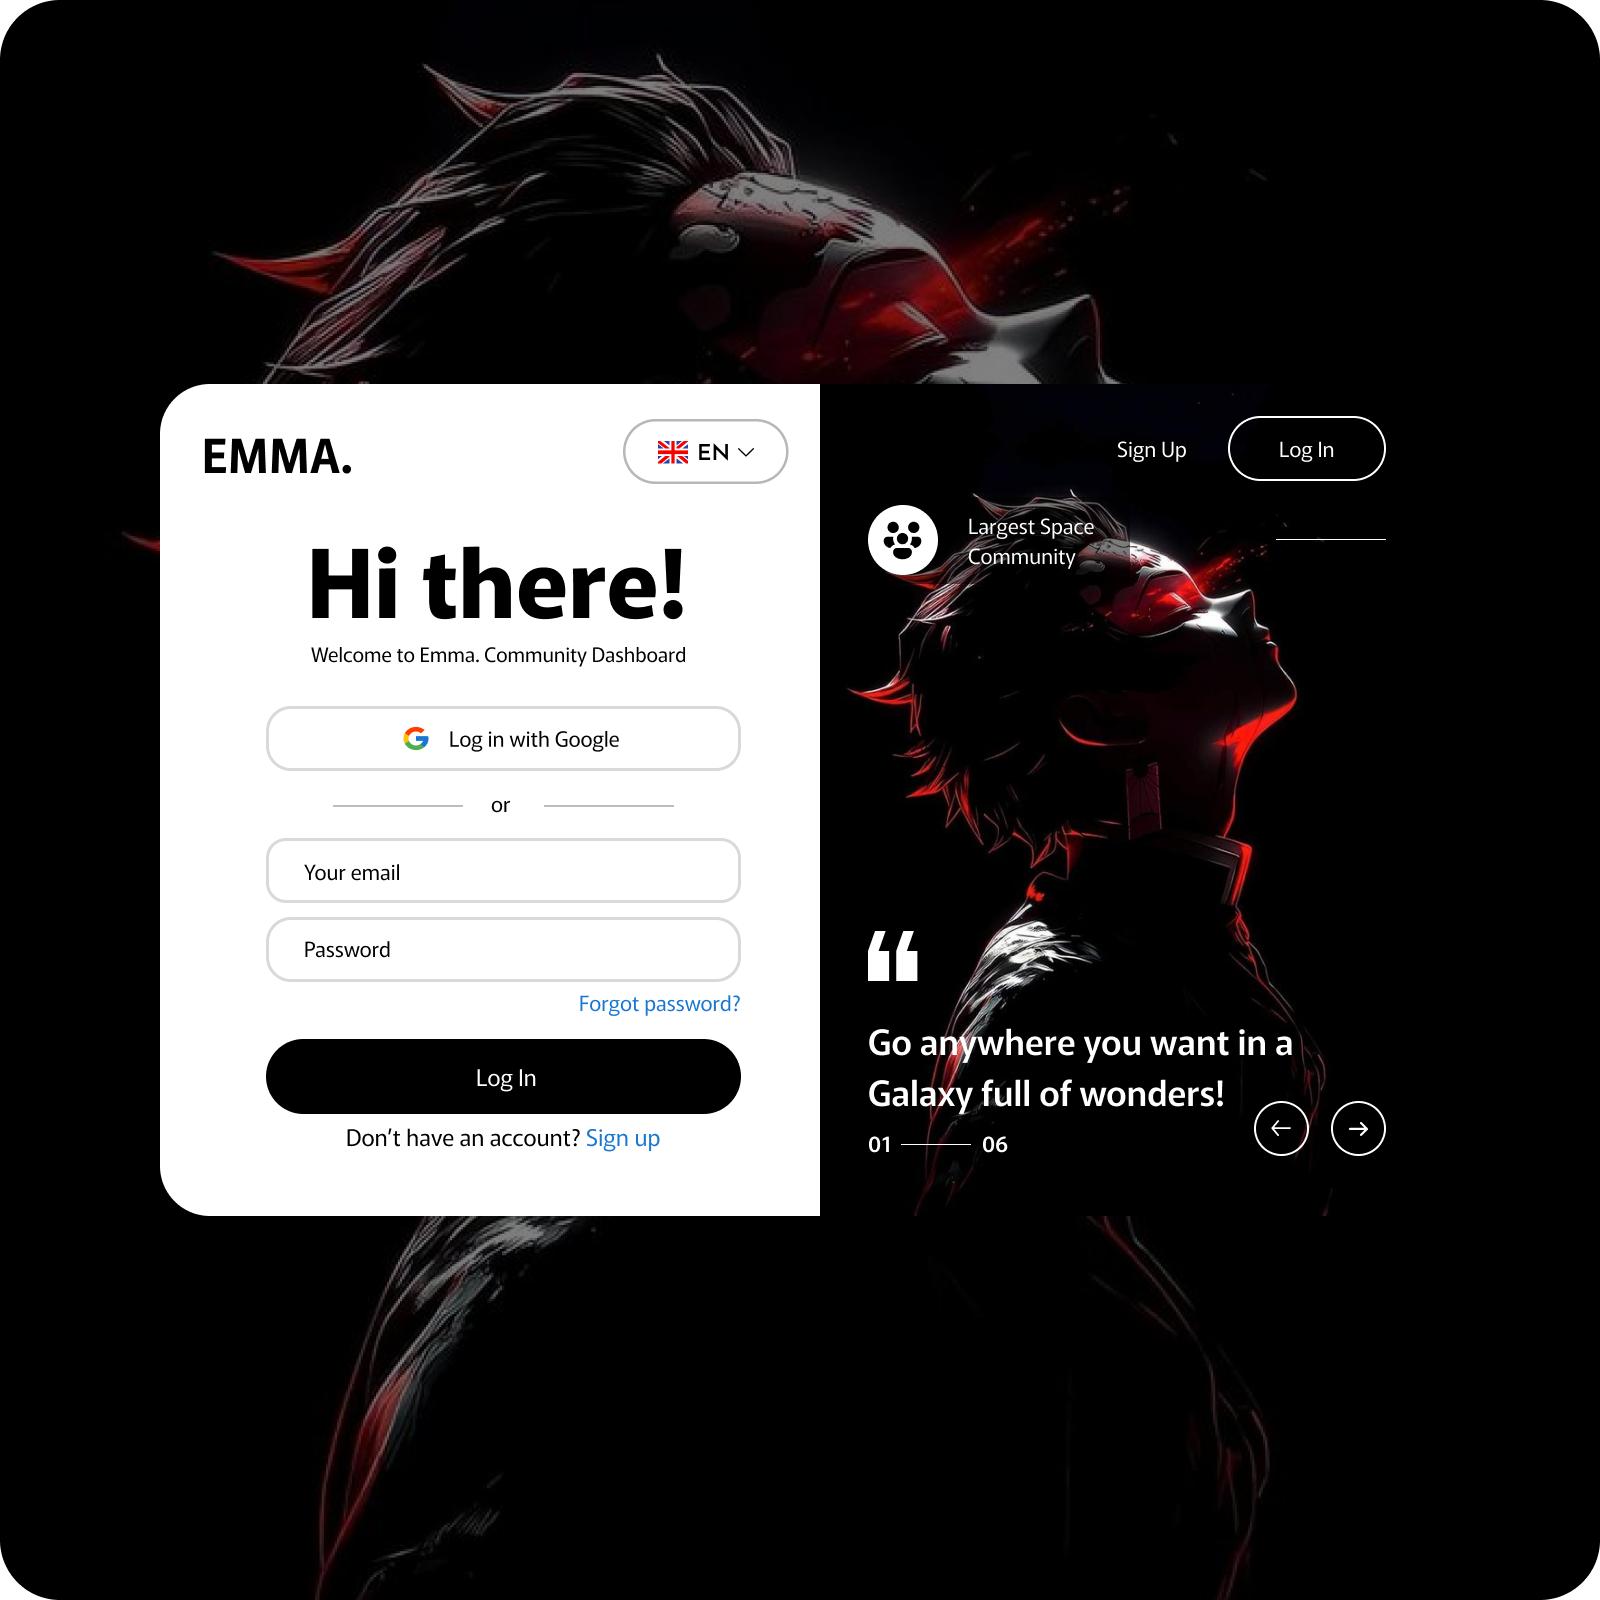 EMMA.
EN
Hi there!
Welcome to Emma. Community Dashboard
Log in with Google
or
Your email
Password
Forgot password?
Log In
Don’t have an account? Sign up
Sign Up
Log In
Largest Space
Community
“
Go anywhere you want in a
Galaxy full of wonders!
01 06